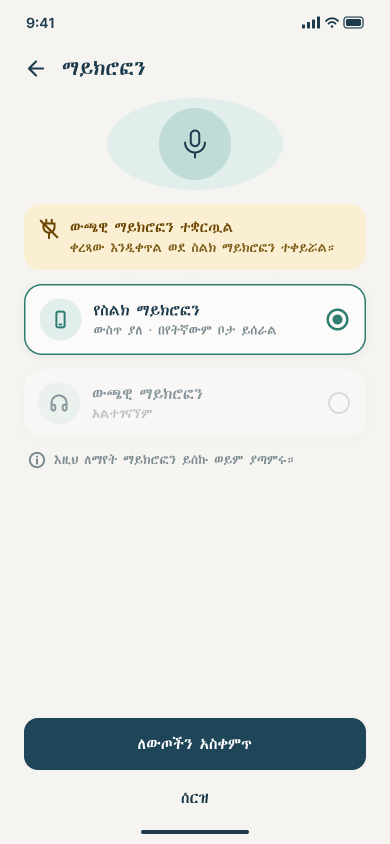 9:41
ማይክሮፎን
ውጫዊ ማይክሮፎን ተቋርጧል
ቀረጻው እንዲቀጥል ወደ ስልክ ማይክሮፎን ተቀይሯል።
የስልክ ማይክሮፎን
ውስጥ ያለ · በየትኛውም ቦታ ይሰራል
ውጫዊ ማይክሮፎን
አልተገናኘም
እዚህ ለማየት ማይክሮፎን ይሰኩ ወይም ያጣምሩ።
ለውጦችን አስቀምጥ
ሰርዝ